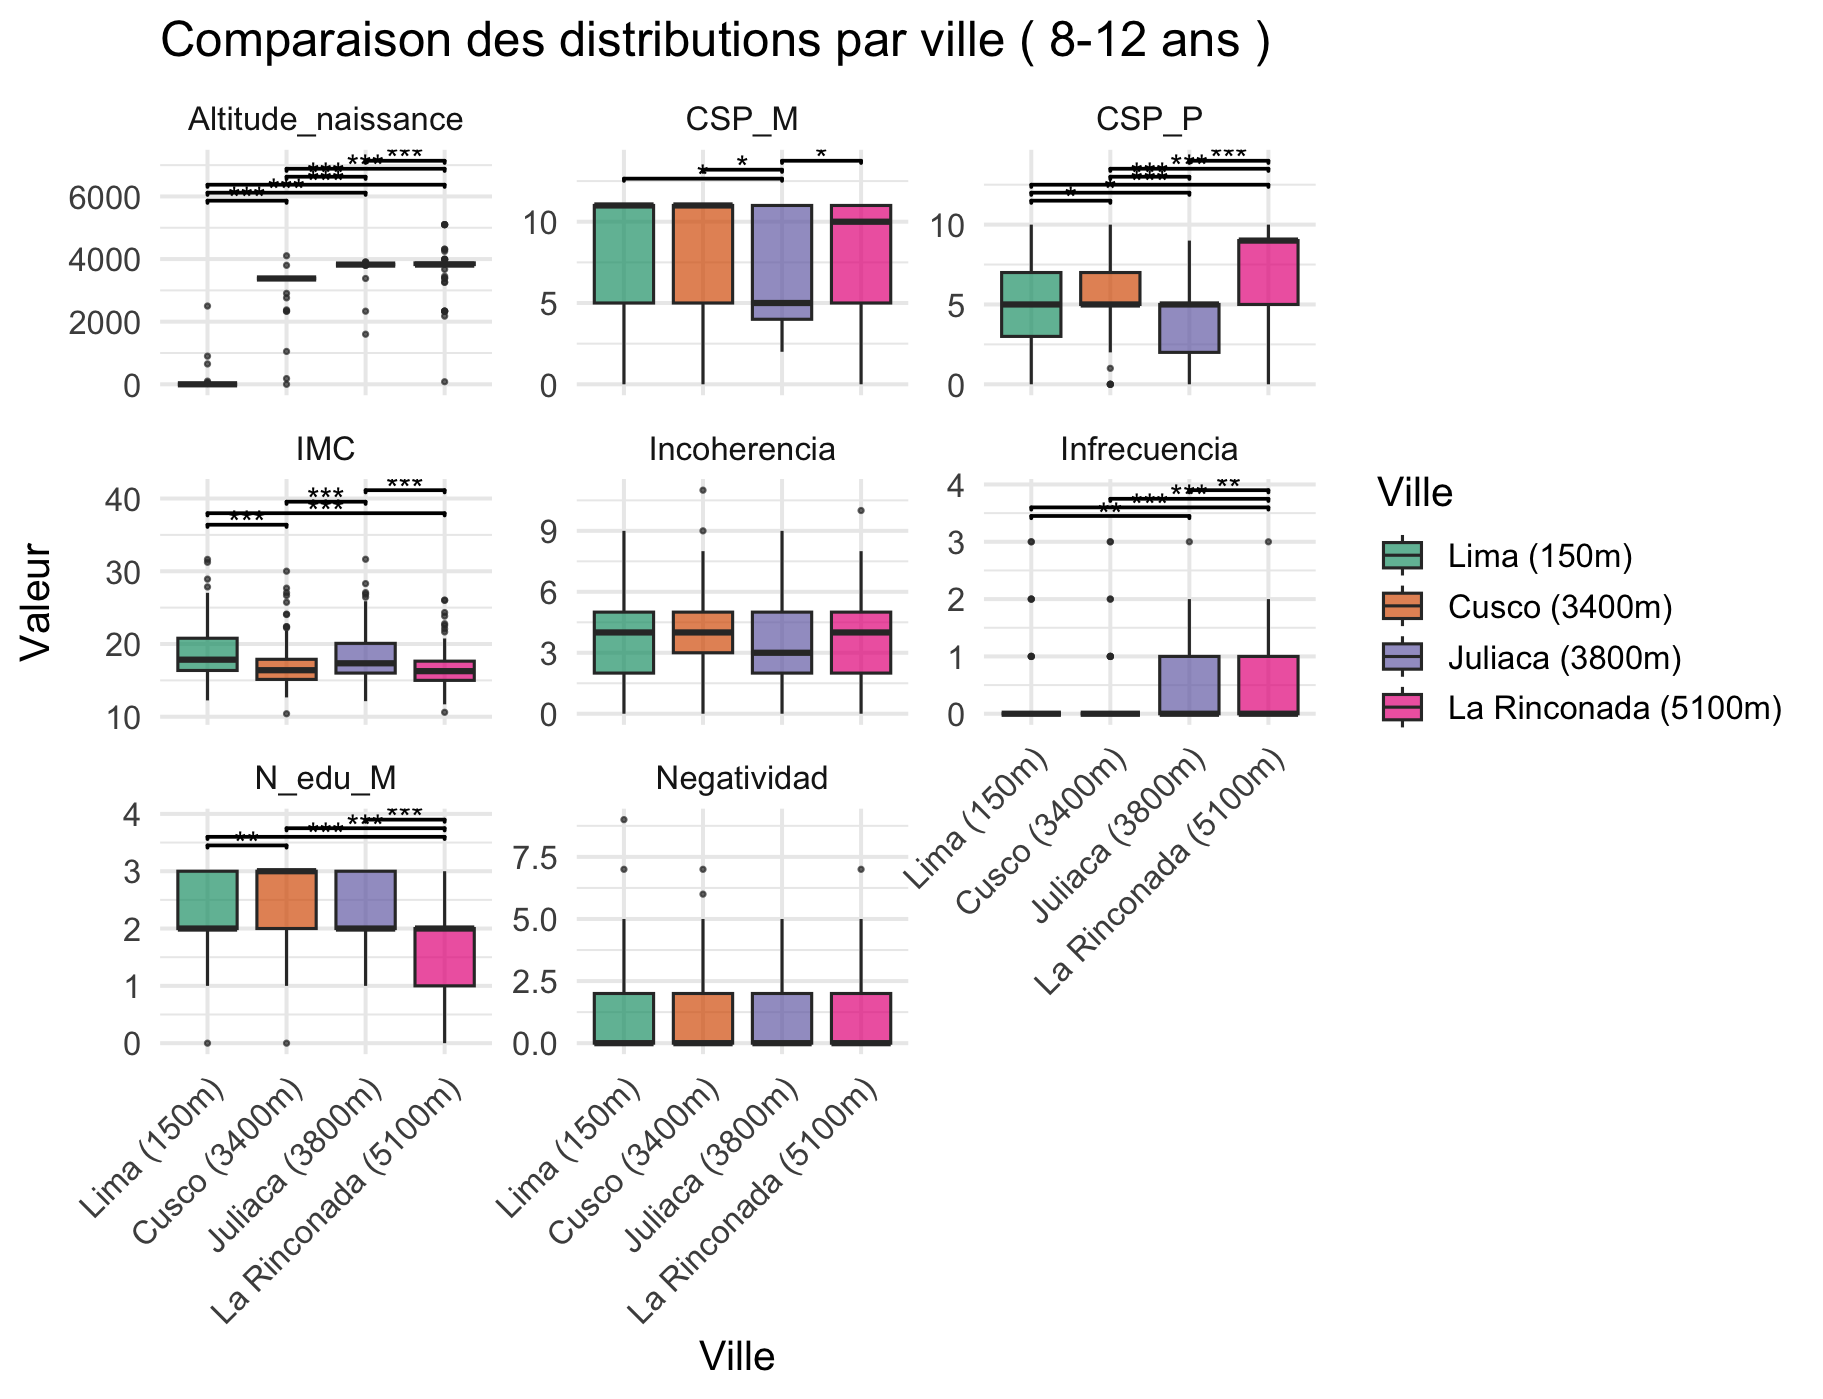 Comparaison des distributions par ville ( 8-12 ans )
Altitude_naissance
CSP_M
CSP_P
6000
4000
2000
0
***
***
***
***
***
***
10
5
0
*
*
*
10
5
0
*
*
***
***
***
IMC
Incoherencia
Infrecuencia
40
30
20
10
***
***
***
***
9
6
3
0
4
3
2
1
0
**
***
***
**
Valeur
Ville
Lima (150m)
Cusco (3400m)
Juliaca (3800m)
La Rinconada (5100m)
N_edu_M
Negatividad
4
3
2
1
0
**
***
***
***
7.5
5.0
2.5
0.0
Lima (150m)
Cusco (3400m)
Juliaca (3800m)
La Rinconada (5100m)
Lima (150m)
Cusco (3400m)
Juliaca (3800m)
La Rinconada (5100m)
Lima (150m)
Cusco (3400m)
Juliaca (3800m)
La Rinconada (5100m)
Ville